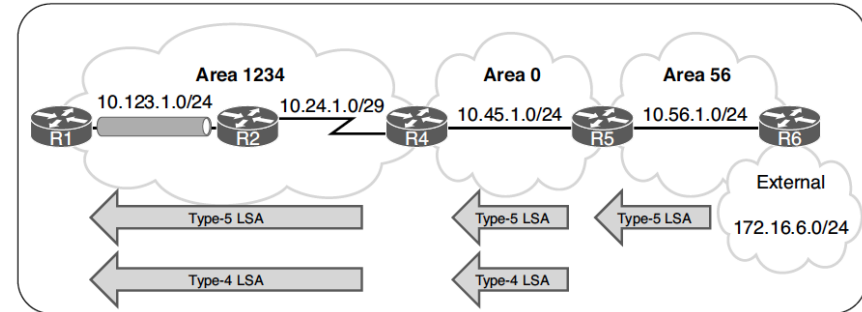 Area 1234
Area 0
Area 56
10.123.1.0/24
10.24.1.0/29
10.45.1.0/24
10.56.1.0/24
R1
R2
R4
R5
R6
External
172.16.6.0/24
Type-5 LSA
Type-5 LSA
Type-5 LSA
Type-4 LSA
Type-4 LSA